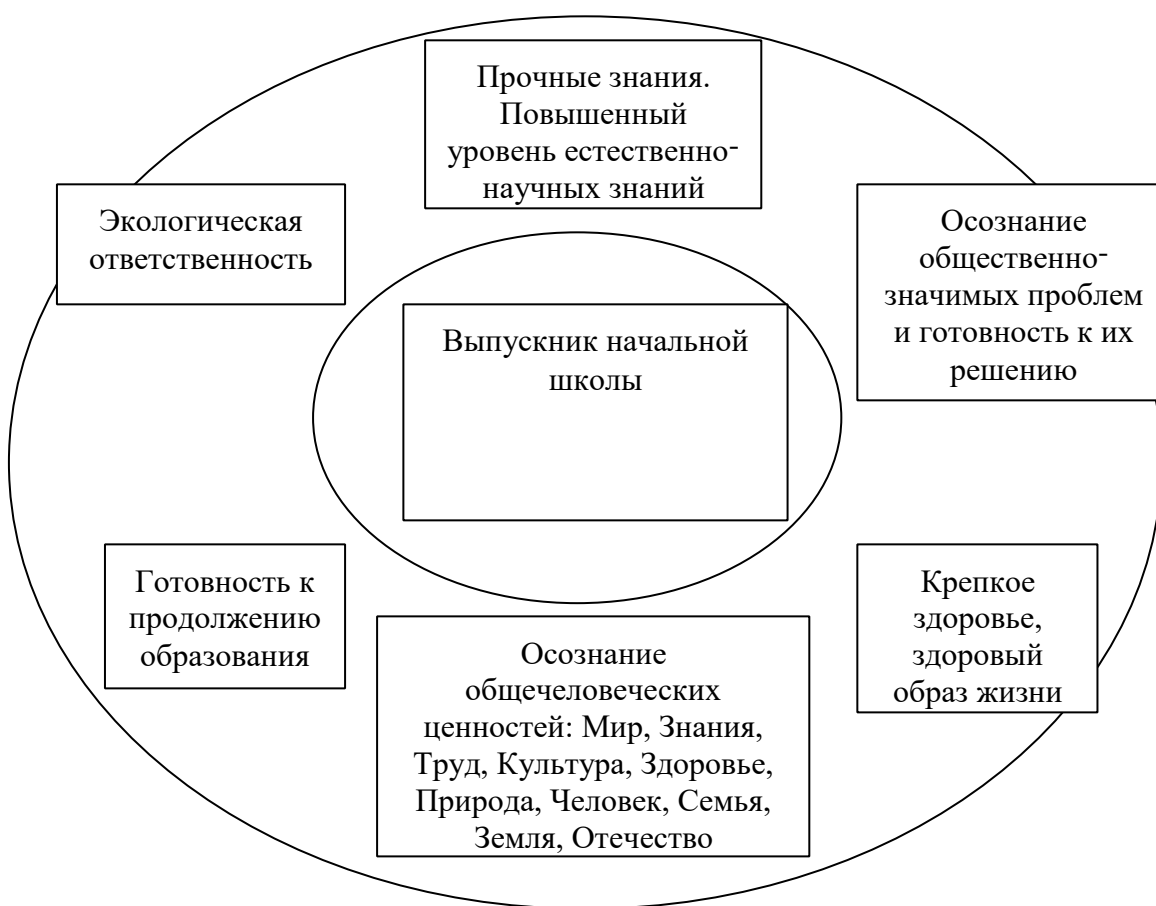 Прочные знания.
Повышенный
уровень естественно-
научных знаний
Экологическая
ответственность
Осознание
общественно-
значимых проблем
и готовность к их
решению
Выпускник начальной
школы
Готовность к
продолжению
образования
Осознание
общечеловеческих
ценностей: Мир, Знания,
Труд, Культура, Здоровье,
Природа, Человек, Семья,
Земля, Отечество
Крепкое
здоровье,
здоровый
образ жизни